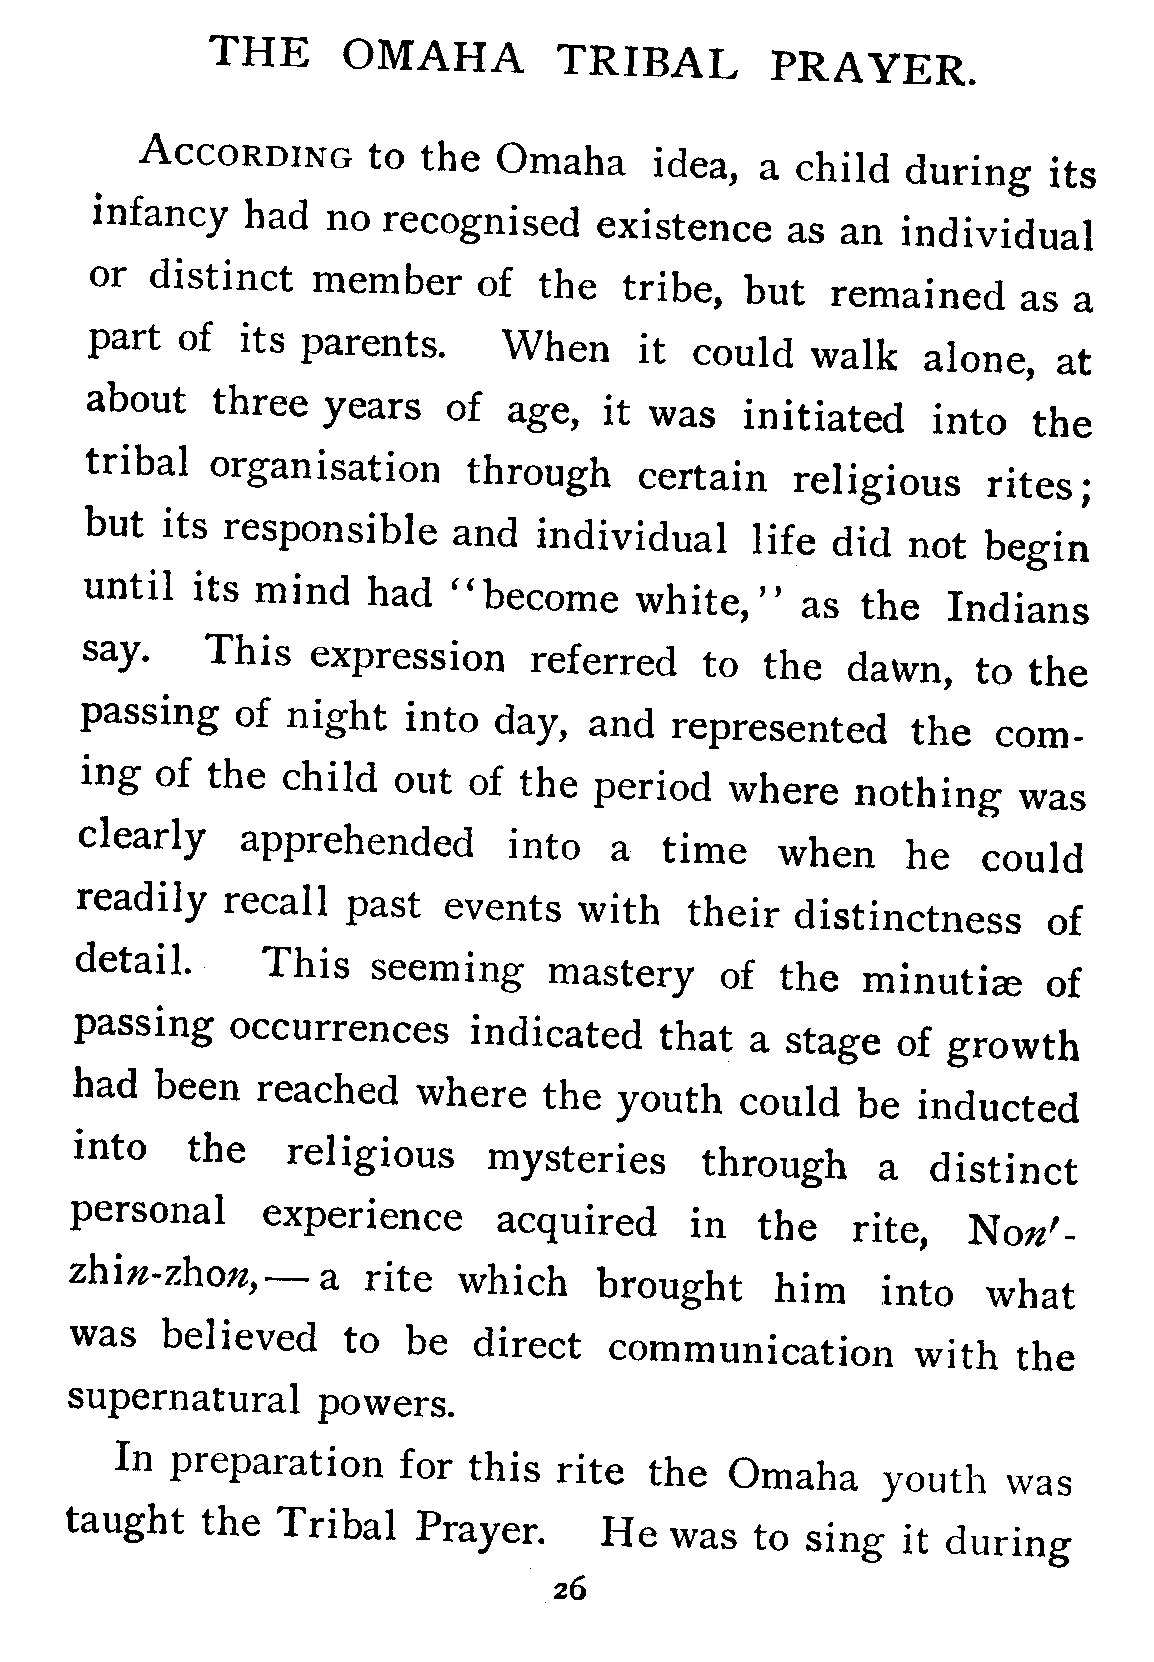 THE OMAHA TRIBAL PRAYER.
According to the Omaha idea, a child during its
infancy had no recognised existence as an individual
or distinct member of the tribe, but remained as a
part of its parents. When it could walk alone, at
about three years of age, it was initiated into the
tribal organisation through certain religious rites;
but its responsible and individual life did not begin
until its mind had “become white,” as the Indians
say. This expression referred to the dawn, to the
passing of night into day, and represented the com-
ing of the child out of the period where nothing was
clearly apprehended into a time when he could
readily recall past events with their distinctness of
detail. This seeming mastery of the minutiæ of
passing occurrences indicated that a stage of growth
had been reached where the youth could be inducted
into the religious mysteries through a distinct
personal experience acquired in the rite, Non′-
zhin-zhon,—a rite which brought him into what
was believed to be direct communication with the
supernatural powers.
In preparation for this rite the Omaha youth was
taught the Tribal Prayer. He was to sing it during
26